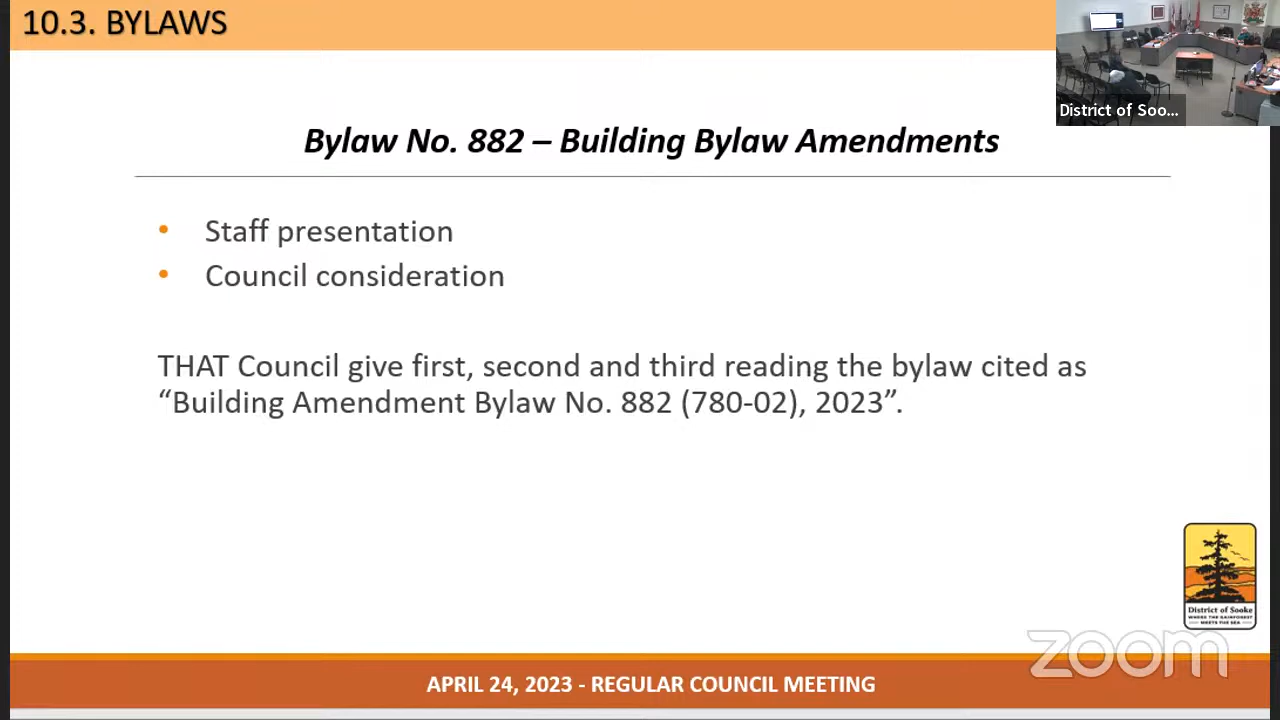 10.3. BYLAWS
District of Soo...
Bylaw No. 882 – Building Bylaw Amendments
• Staff presentation
• Council consideration
THAT Council give first, second and third reading the bylaw cited as
“Building Amendment Bylaw No. 882 (780-02), 2023”.
District of Sooke
WHERE THE RAINFOREST
MEETS THE SEA
zoom
APRIL 24, 2023 - REGULAR COUNCIL MEETING